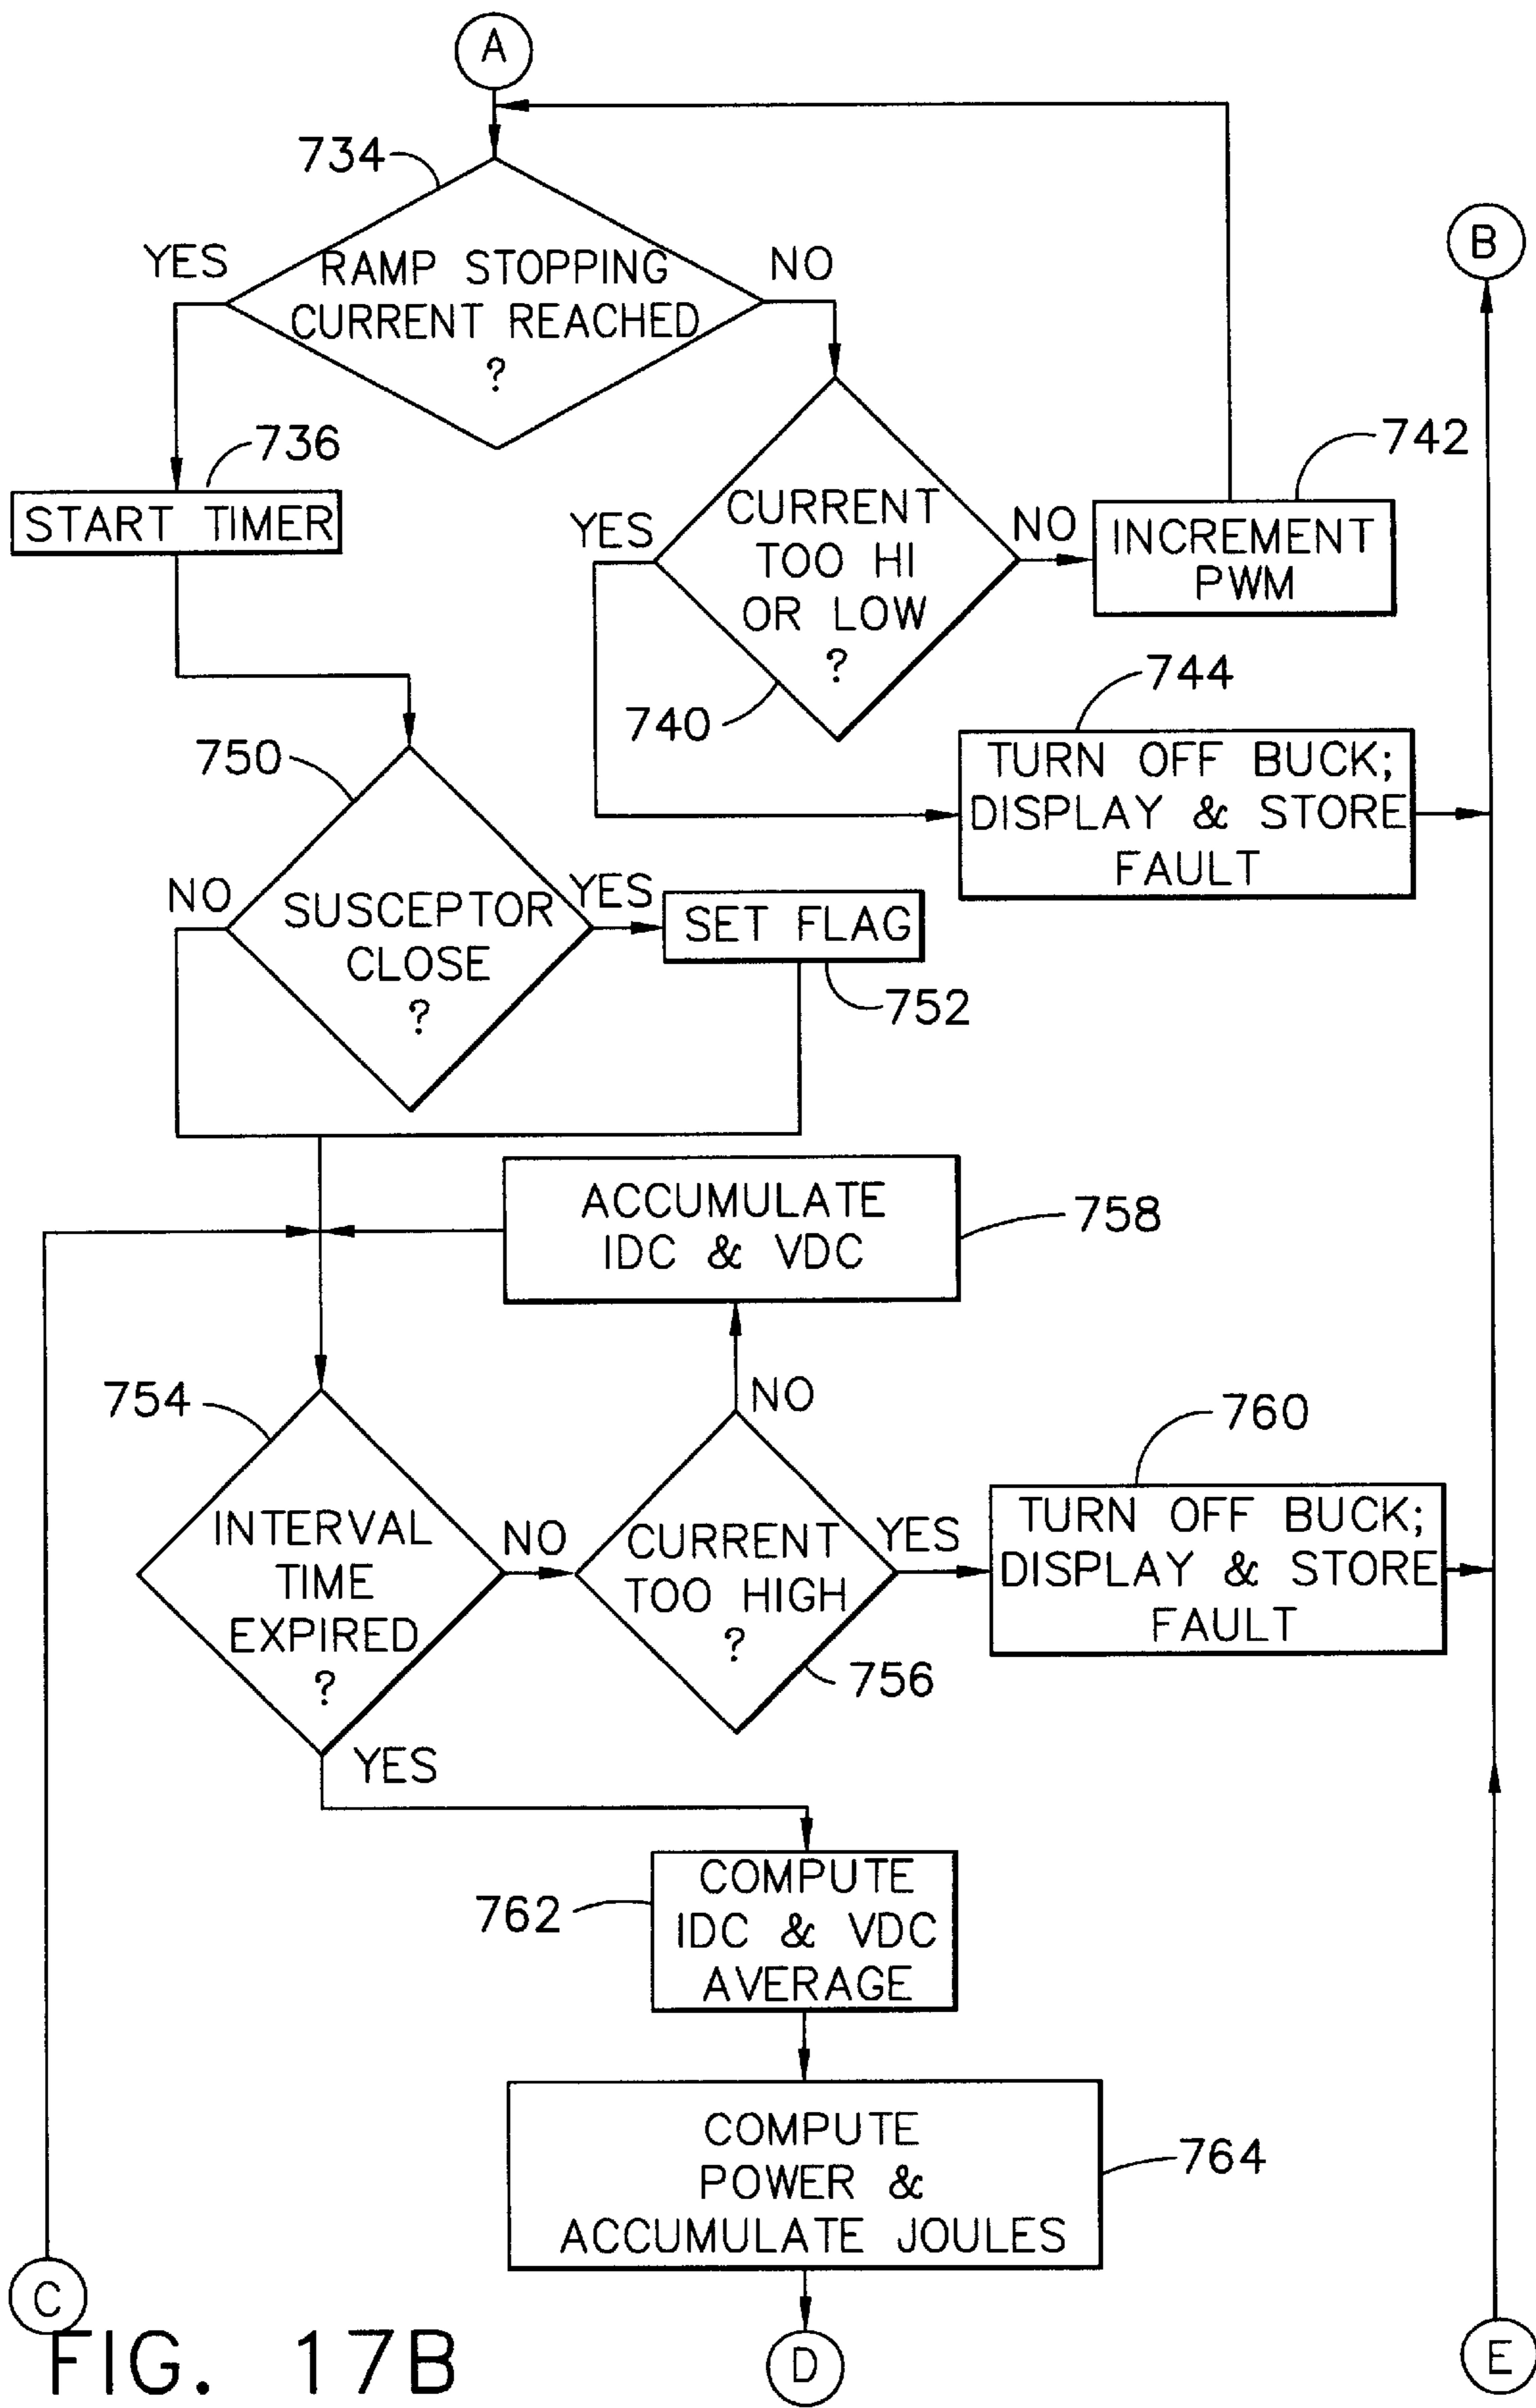 A
734
YES
RAMP STOPPING
CURRENT REACHED
?
NO
B
736
START TIMER
742
YES
CURRENT
TOO HI
OR LOW
?
NO
INCREMENT
PWM
740
744
TURN OFF BUCK;
DISPLAY & STORE
FAULT
750
NO
SUSCEPTOR
CLOSE
?
YES
SET FLAG
752
ACCUMULATE
IDC & VDC
758
754
NO
760
INTERVAL
TIME
EXPIRED
?
NO
CURRENT
TOO HIGH
?
YES
TURN OFF BUCK;
DISPLAY & STORE
FAULT
756
YES
762
COMPUTE
IDC & VDC
AVERAGE
COMPUTE
POWER &
ACCUMULATE JOULES
764
C
D
E
FIG. 17B